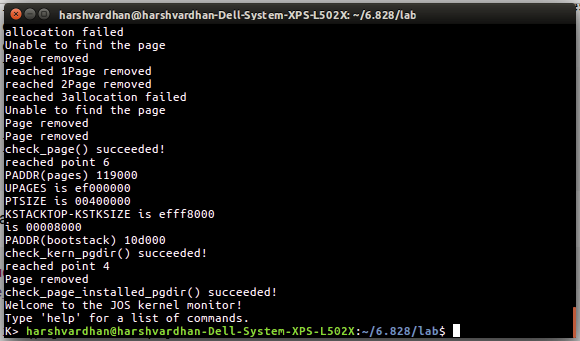 harshvardhan@harshvardhan-Dell-System-XPS-L502X: ~/6.828/lab
allocation failed
Unable to find the page
Page removed
reached 1Page removed
reached 2Page removed
reached 3allocation failed
Unable to find the page
Page removed
Page removed
check_page() succeeded!
reached point 6
PADDR(pages) 119000
UPAGES is ef000000
PTSIZE is 00400000
KSTACKTOP-KSTKSIZE is efff8000
is 00008000
PADDR(bootstack) 10d000
check_kern_pgdir() succeeded!
reached point 4
Page removed
check_page_installed_pgdir() succeeded!
Welcome to the JOS kernel monitor!
Type 'help' for a list of commands.
K> harshvardhan@harshvardhan-Dell-System-XPS-L502X:~/6.828/lab$